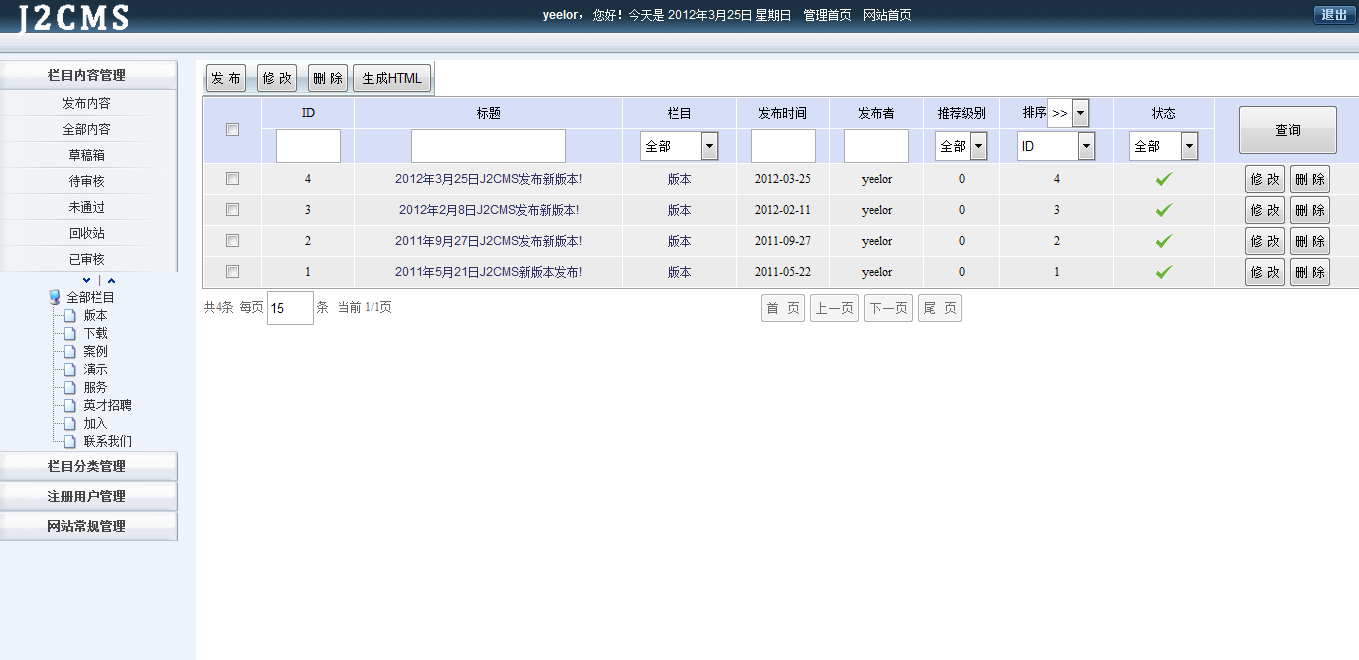 J2CMS
yeelor，您好！今天是 2012年3月25日 星期日 管理首页 网站首页
退出
栏目内容管理
发布内容
全部内容
草稿箱
待审核
未通过
回收站
已审核
全部栏目
版本
下载
案例
演示
服务
英才招聘
加入
联系我们
栏目分类管理
注册用户管理
网站常规管理
发 布 修 改 删 除 生成HTML
ID 标题 栏目 发布时间 发布者 推荐级别 排序 >> 状态 查询
全部 全部 ID 全部
4 2012年3月25日J2CMS发布新版本! 版本 2012-03-25 yeelor 0 4 修 改 删 除
3 2012年2月8日J2CMS发布新版本! 版本 2012-02-11 yeelor 0 3 修 改 删 除
2 2011年9月27日J2CMS发布新版本! 版本 2011-09-27 yeelor 0 2 修 改 删 除
1 2011年5月21日J2CMS新版本发布! 版本 2011-05-22 yeelor 0 1 修 改 删 除
共4条 每页 15 条 当前 1/1页 首 页 上一页 下一页 尾 页